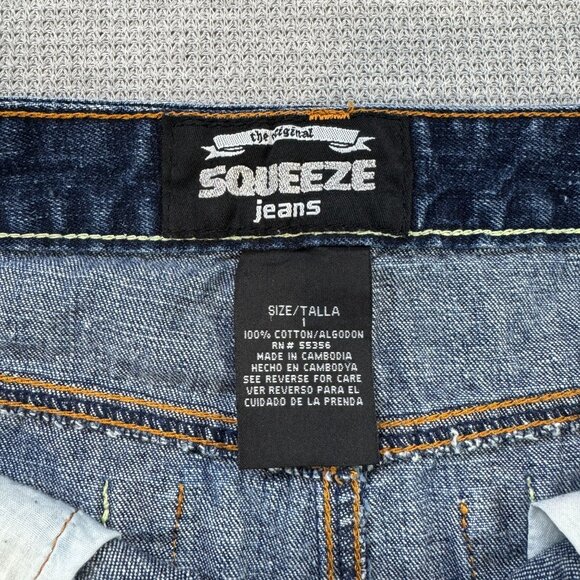 the original
SQUEEZE
jeans
SIZE/TALLA
1
100% COTTON/ALGODON
RN# 55356
MADE IN CAMBODIA
HECHO EN CAMBODYA
SEE REVERSE FOR CARE
VER REVERSO PARA EL
CUIDADO DE LA PRENDA